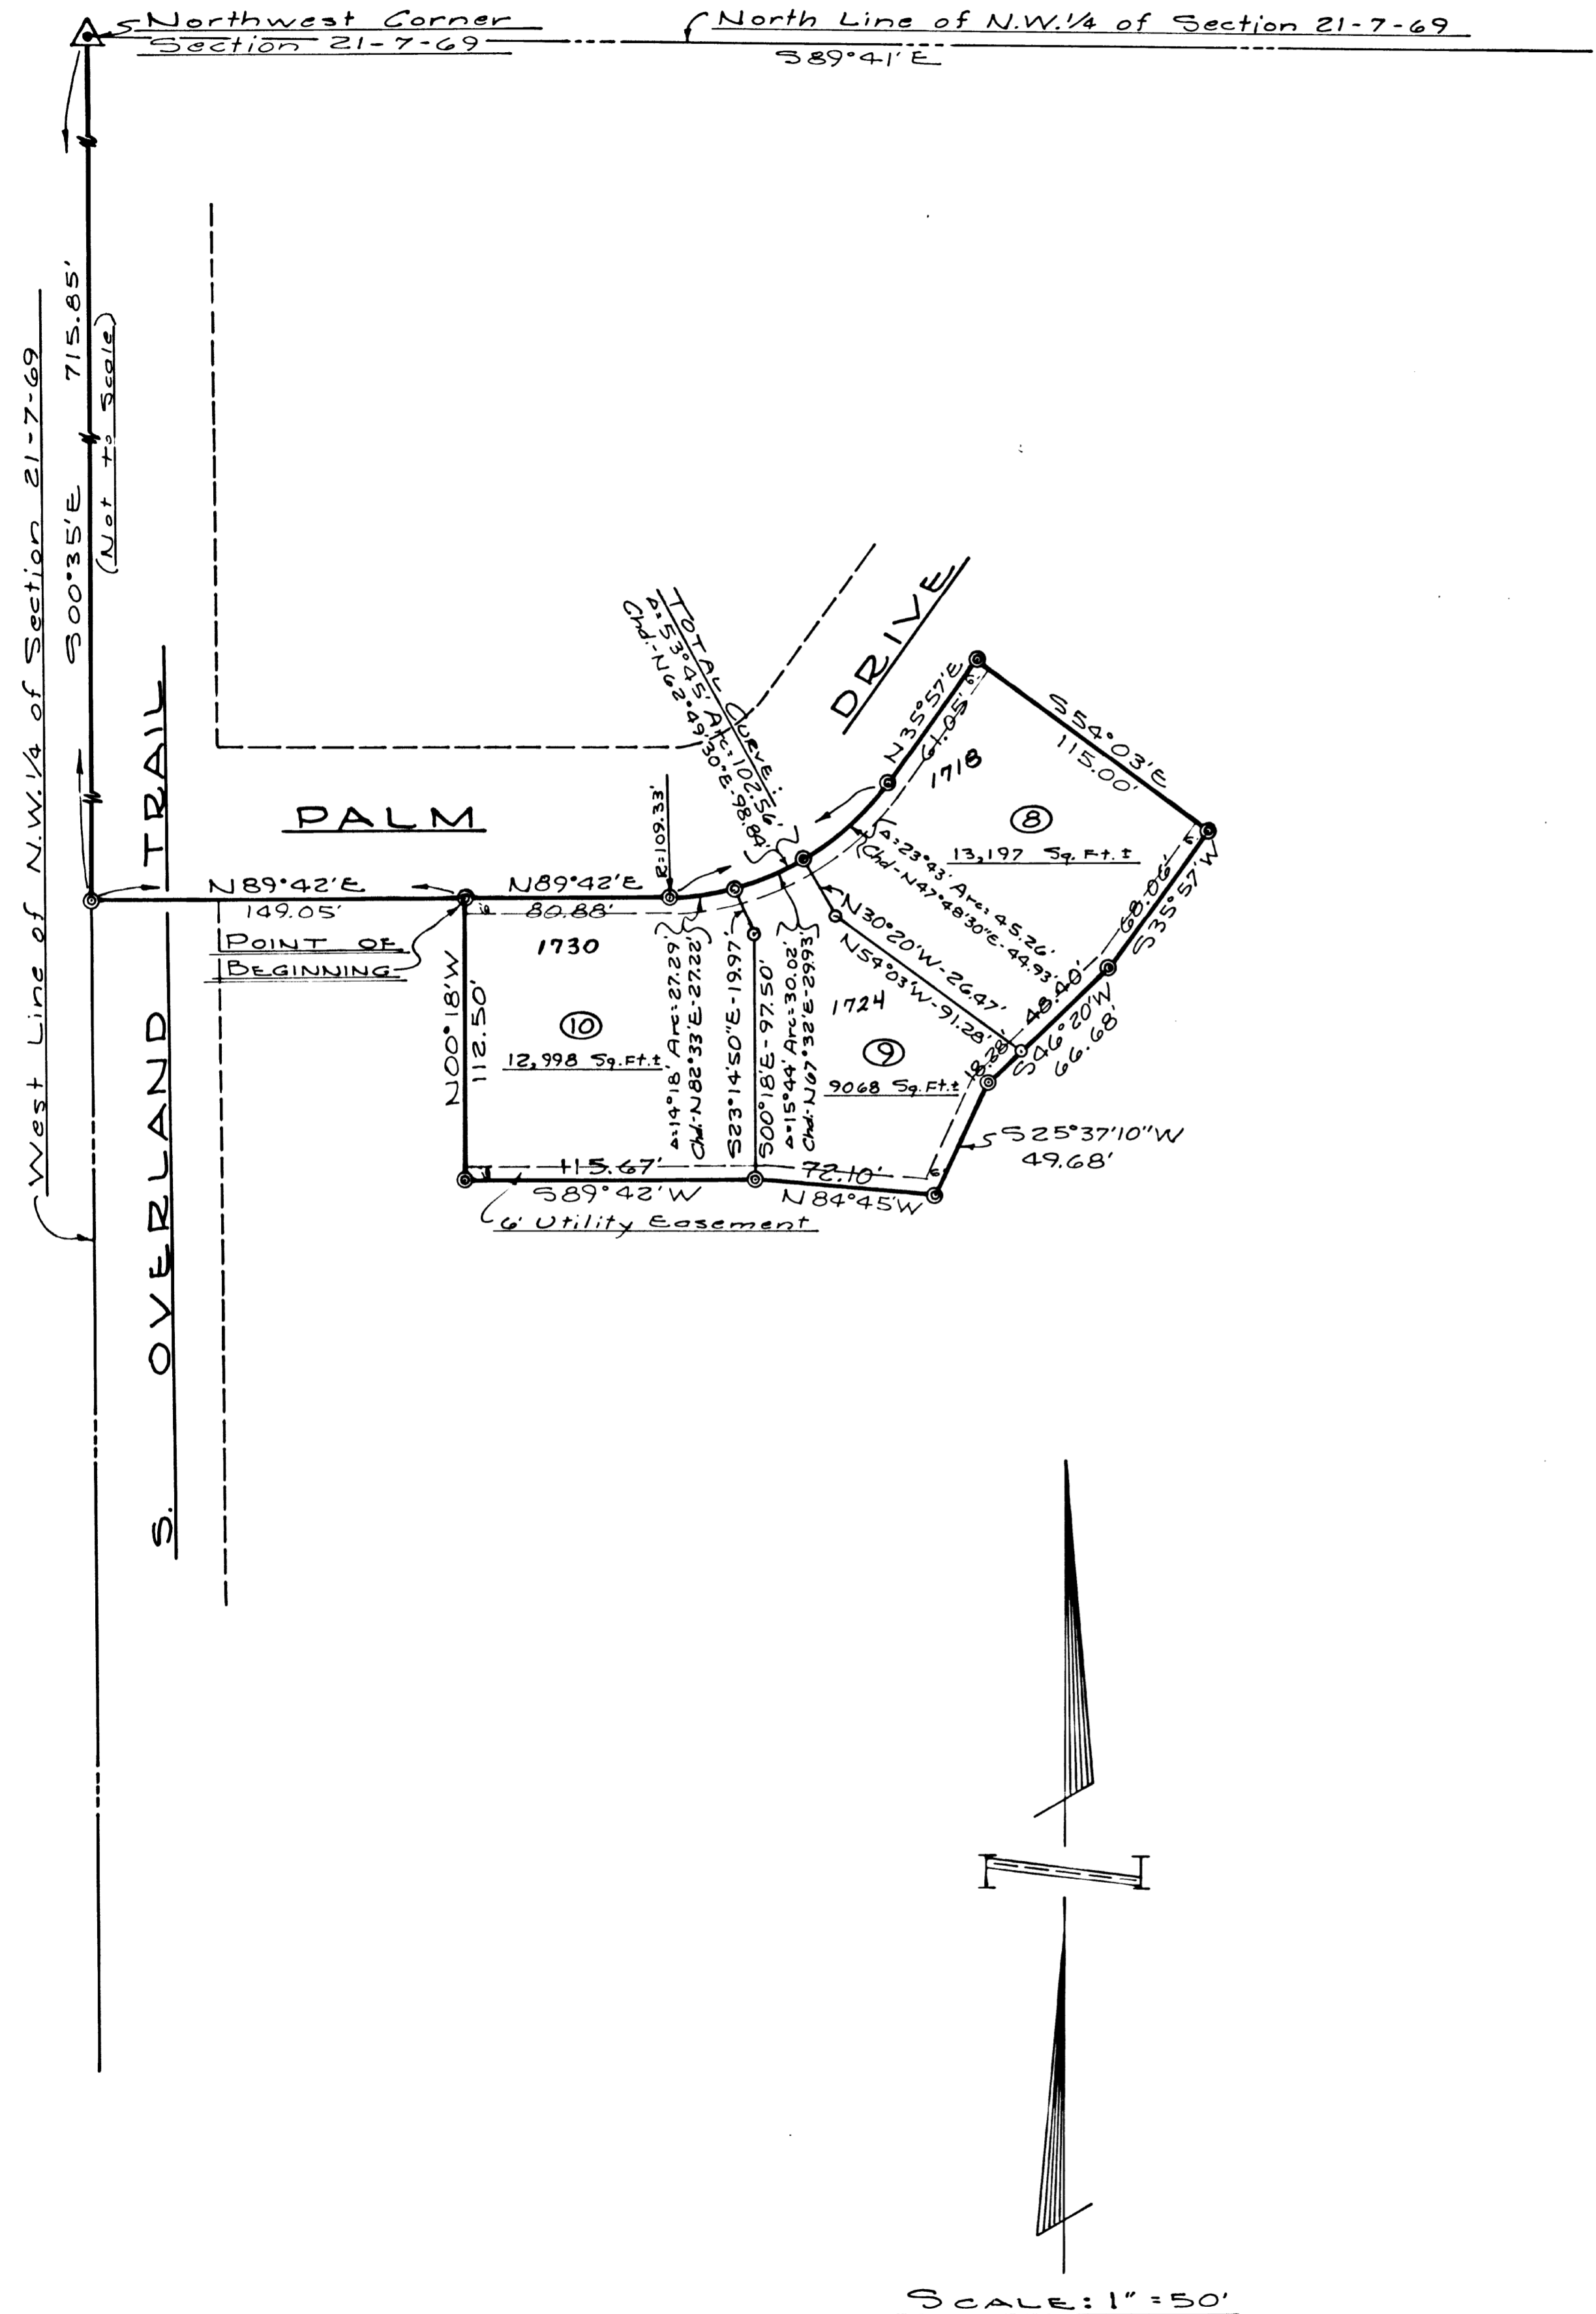 Northwest Corner
Section 21-7-69
North Line of N.W.1/4 of Section 21-7-69
S89°41'E
West Line of N.W.1/4 of Section 21-7-69
S00°35'E 715.85'
(Not to Scale)
S. OVERLAND TRAIL
PALM
DRIVE
TOTAL CURVE:
Δ=53°45' Arc=102.56'
Chd.-N62°49'30"E-98.84'
R=109.33'
N89°42'E
149.05'
N89°42'E
80.88'
POINT OF
BEGINNING
N35°57'E
61.05'
6'
S54°03'E
115.00'
1718
8
13,197 Sq.Ft.±
Δ=23°43' Arc=45.26'
Chd-N47°48'30"E-44.93'
6'
68.06'
S35°57'W
N30°20'W-26.47'
N54°03'W-91.28'
48.40'
S46°20'W
66.68'
18.28'
1730
10
12,998 Sq.Ft.±
N00°18'W
112.50'
Δ=14°18' Arc=27.29'
Chd.-N82°33'E-27.22'
S23°14'50"E-19.97'
S00°18'E-97.50'
Δ=15°44' Arc=30.02'
Chd.-N67°32'E-29.93'
1724
9
9068 Sq.Ft.±
S25°37'10"W
49.68'
115.67'
S89°42'W
72.10'
6'
N84°45'W
6' Utility Easement
SCALE: 1"=50'